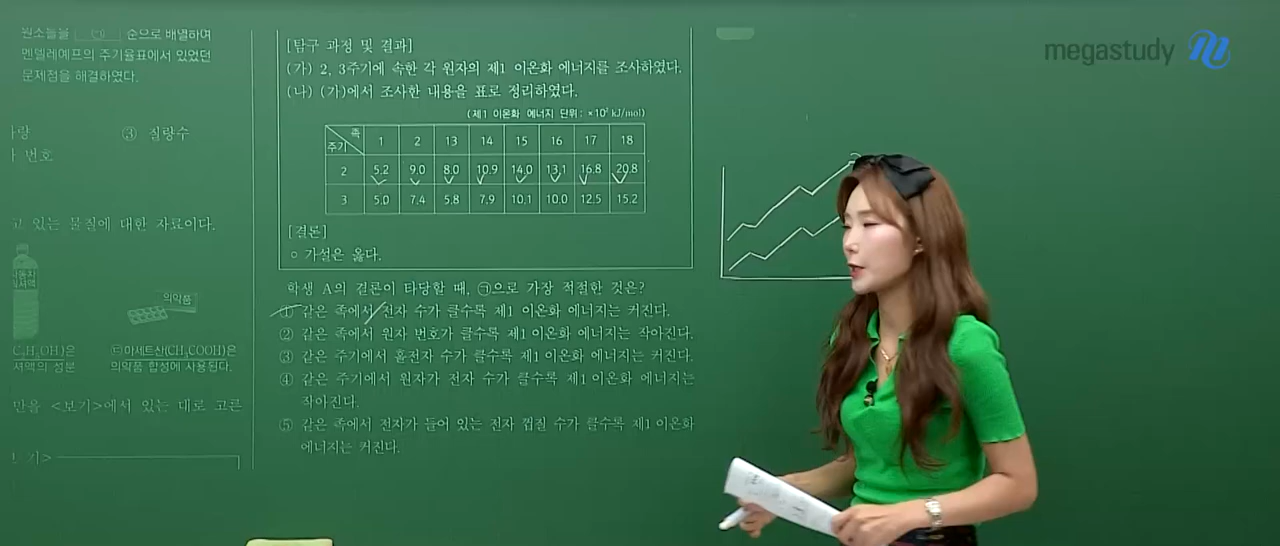 원소들을 순으로 배열하여
멘델레예프의 주기율표에서 있었던
문제점을 해결하였다.
③ 질량수
번호
고 있는 물질에 대한 자료이다.
의약품
C₂H₅OH)은
㉢아세트산(CH₃COOH)은
의약품 합성에 사용된다.
만을 <보기>에서 있는 대로 고른
기>
[탐구 과정 및 결과]
(가) 2, 3주기에 속한 각 원자의 제1 이온화 에너지를 조사하였다.
(나) (가)에서 조사한 내용을 표로 정리하였다.
(제1 이온화 에너지 단위 : ×10² kJ/mol)
족
주기
1 2 13 14 15 16 17 18
2 5.2 9.0 8.0 10.9 14.0 13.1 16.8 20.8
3 5.0 7.4 5.8 7.9 10.1 10.0 12.5 15.2
[결론]
○ 가설은 옳다.
학생 A의 결론이 타당할 때, ㉠으로 가장 적절한 것은?
① 같은 족에서 전자 수가 클수록 제1 이온화 에너지는 커진다.
② 같은 족에서 원자 번호가 클수록 제1 이온화 에너지는 작아진다.
③ 같은 주기에서 홀전자 수가 클수록 제1 이온화 에너지는 커진다.
④ 같은 주기에서 원자가 전자 수가 클수록 제1 이온화 에너지는
작아진다.
⑤ 같은 족에서 전자가 들어 있는 전자 껍질 수가 클수록 제1 이온화
에너지는 커진다.
megastudy